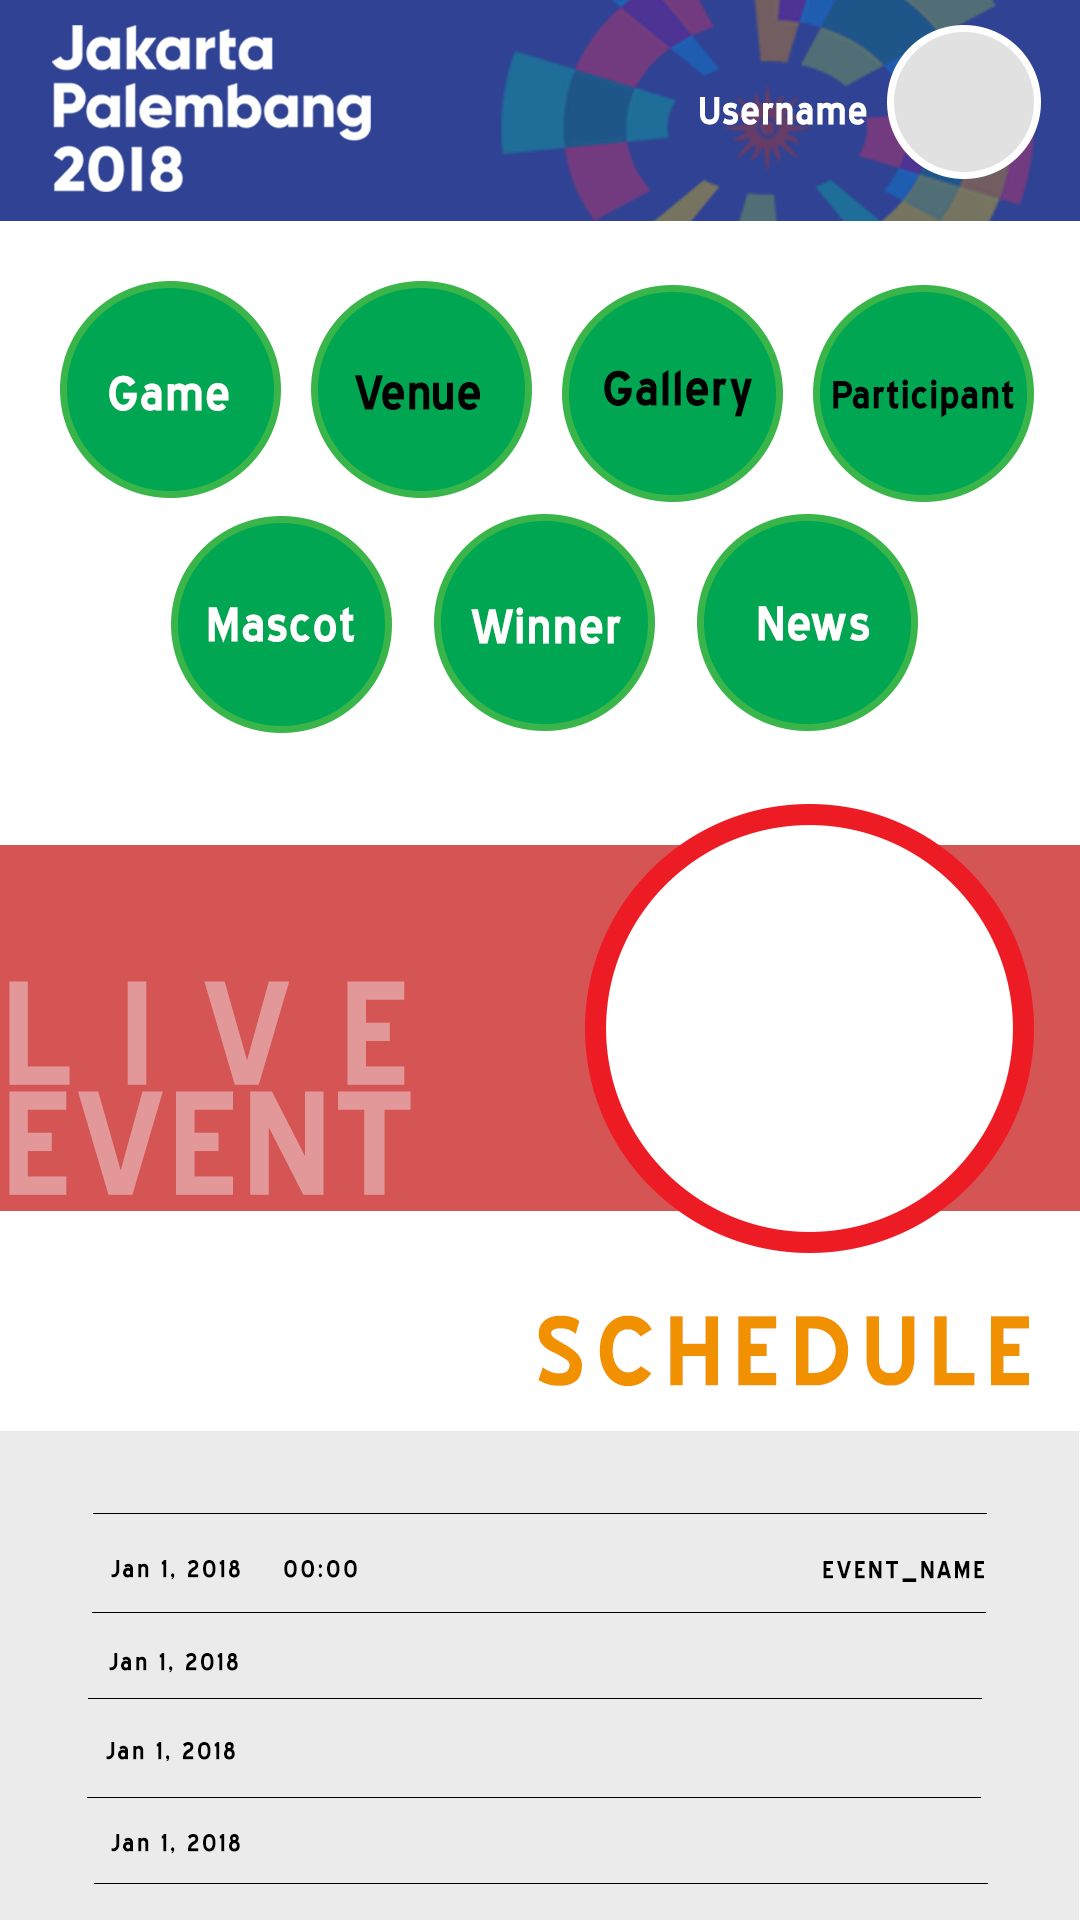 Jakarta
Palembang
2018
Username
Game
Venue
Gallery
Participant
Mascot
Winner
News
LIVE
EVENT
SCHEDULE
Jan 1, 2018 00:00 EVENT_NAME
Jan 1, 2018
Jan 1, 2018
Jan 1, 2018